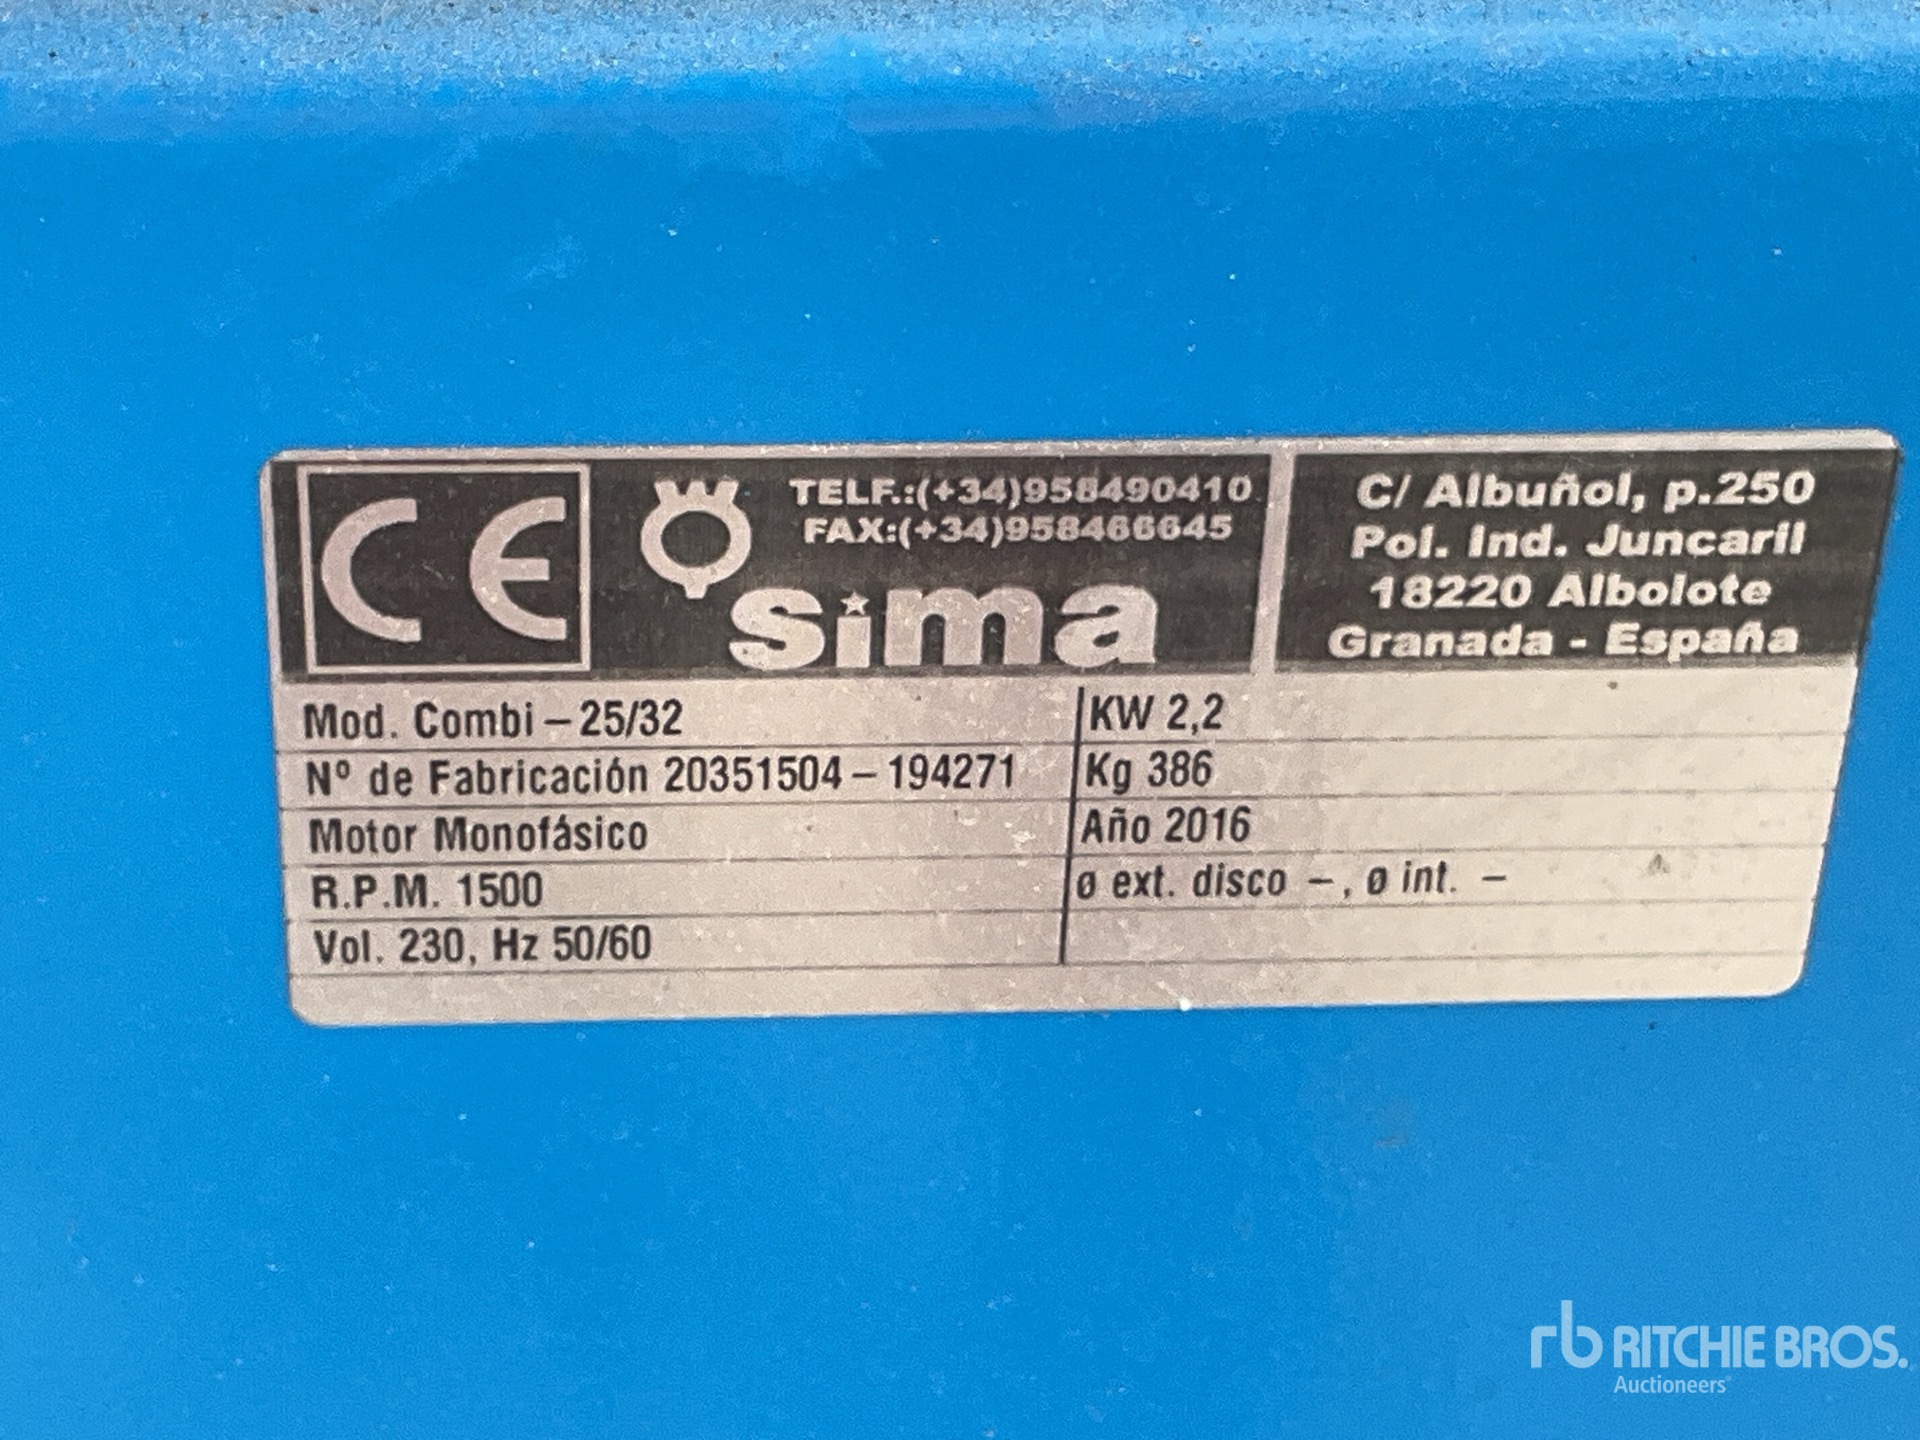 CE
TELF.:(+34)958490410
FAX:(+34)958466645
sima
C/ Albuñol, p.250
Pol. Ind. Juncaril
18220 Albolote
Granada - España
Mod. Combi – 25/32
Nº de Fabricación 20351504 – 194271
Motor Monofásico
R.P.M. 1500
Vol. 230, Hz 50/60
KW 2,2
Kg 386
Año 2016
ø ext. disco –, ø int. –
rb RITCHIE BROS.
Auctioneers